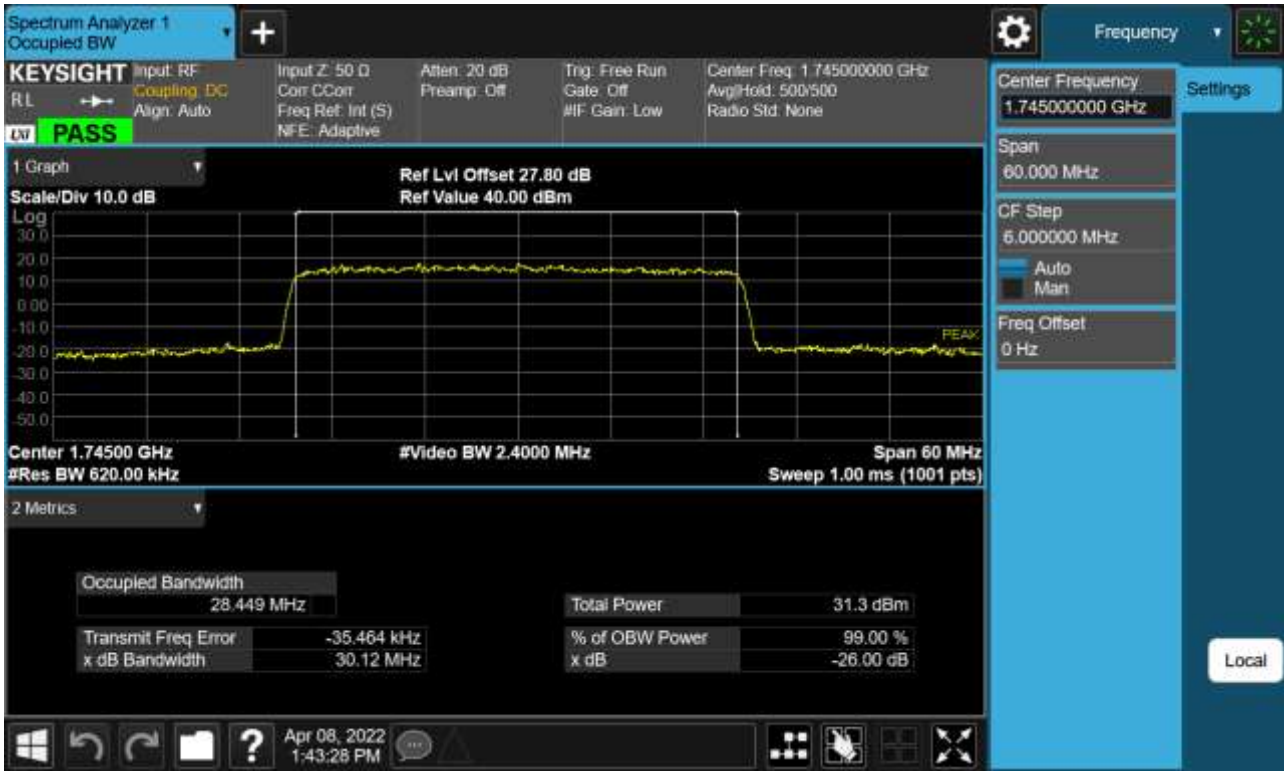 Spectrum Analyzer 1
Occupied BW
+
Frequency
KEYSIGHT
RL
Input: RF
Coupling: DC
Align: Auto
PASS
Input Z: 50 Ω
Corr CCorr
Freq Ref: Int (S)
NFE: Adaptive
Atten: 20 dB
Preamp: Off
Trig: Free Run
Gate: Off
#IF Gain: Low
Center Freq: 1.745000000 GHz
Avg|Hold: 500/500
Radio Std: None
Center Frequency
1.745000000 GHz
Settings
Span
60.000 MHz
CF Step
6.000000 MHz
Auto
Man
Freq Offset
0 Hz
Local
1 Graph
Scale/Div 10.0 dB
Ref Lvl Offset 27.80 dB
Ref Value 40.00 dBm
Log
30.0
20.0
10.0
0.00
-10.0
-20.0
-30.0
-40.0
-50.0
PEAK
Center 1.74500 GHz
#Res BW 620.00 kHz
#Video BW 2.4000 MHz
Span 60 MHz
Sweep 1.00 ms (1001 pts)
2 Metrics
Occupied Bandwidth
28.449 MHz
Total Power 31.3 dBm
Transmit Freq Error -35.464 kHz
% of OBW Power 99.00 %
x dB Bandwidth 30.12 MHz
x dB -26.00 dB
?
Apr 08, 2022
1:43:28 PM